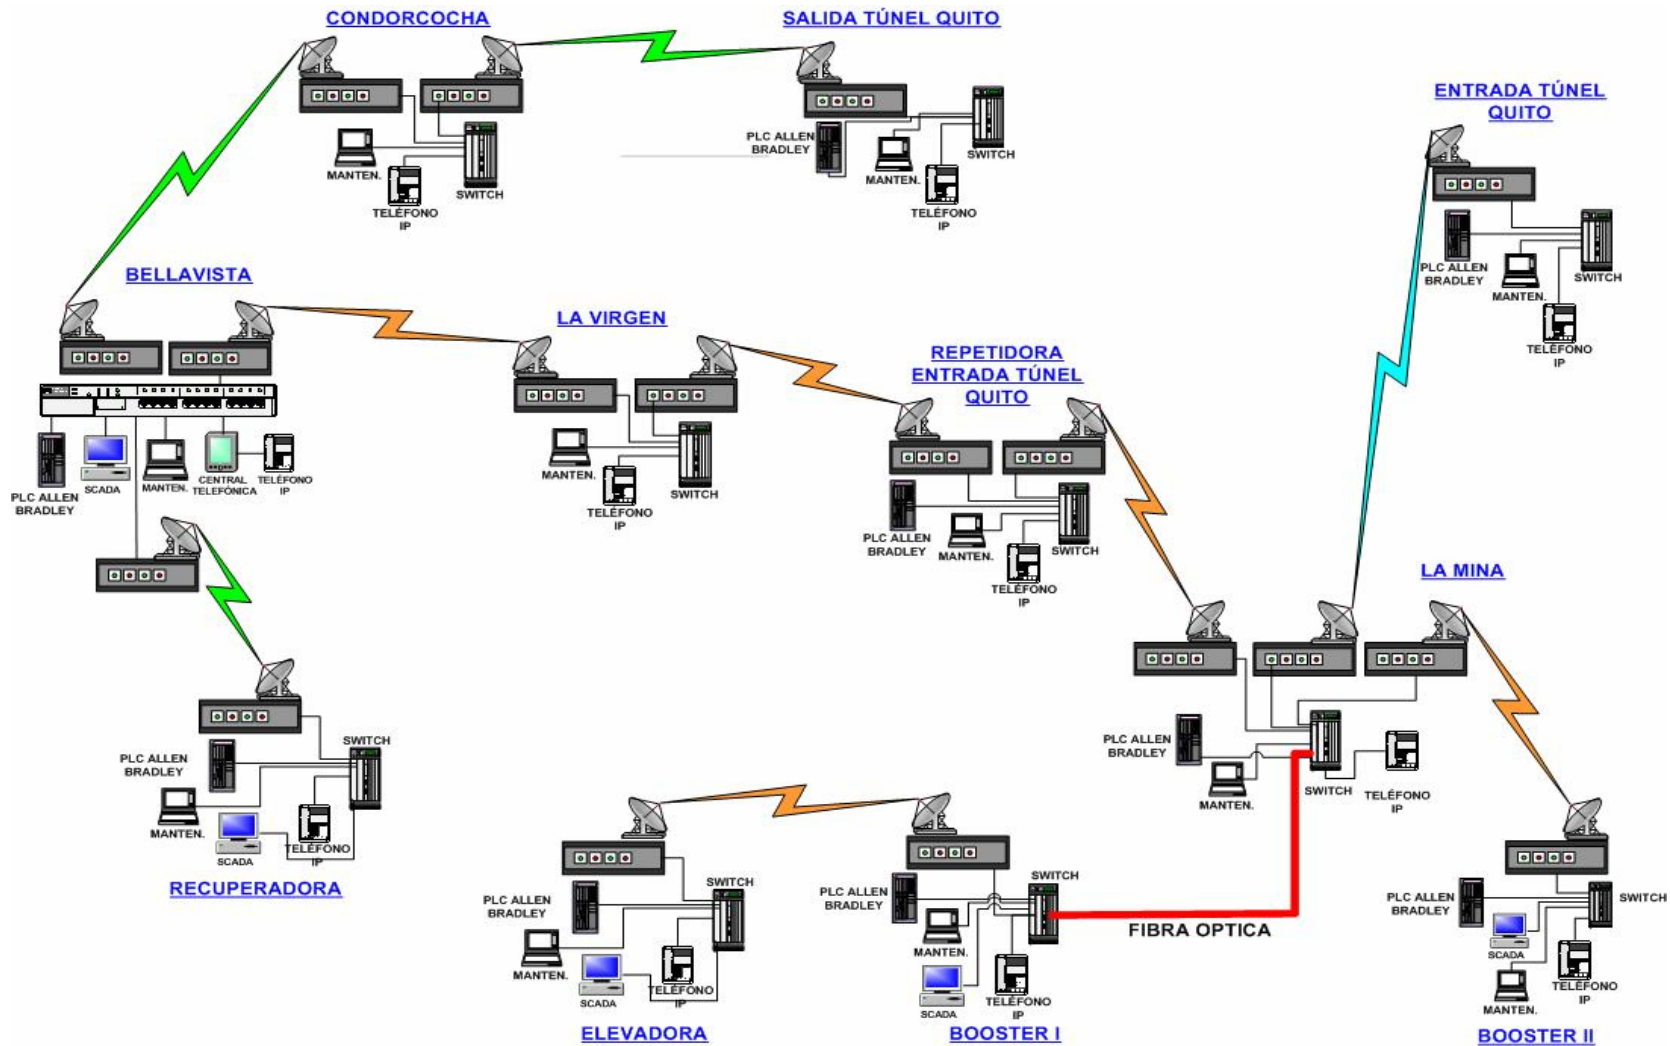 CONDORCOCHA
SALIDA TÚNEL QUITO
MANTEN.
TELÉFONO
IP
SWITCH
PLC ALLEN
BRADLEY
MANTEN.
TELÉFONO
IP
SWITCH
ENTRADA TÚNEL
QUITO
PLC ALLEN
BRADLEY
MANTEN.
TELÉFONO
IP
SWITCH
BELLAVISTA
PLC ALLEN
BRADLEY
SCADA
MANTEN.
CENTRAL
TELEFÓNICA
TELÉFONO
IP
LA VIRGEN
MANTEN.
TELÉFONO
IP
SWITCH
REPETIDORA
ENTRADA TÚNEL
QUITO
PLC ALLEN
BRADLEY
MANTEN.
TELÉFONO
IP
SWITCH
LA MINA
PLC ALLEN
BRADLEY
MANTEN.
SWITCH
TELÉFONO
IP
SWITCH
PLC ALLEN
BRADLEY
MANTEN.
SCADA
TELÉFONO
IP
RECUPERADORA
SWITCH
PLC ALLEN
BRADLEY
MANTEN.
SCADA
TELÉFONO
IP
ELEVADORA
SWITCH
PLC ALLEN
BRADLEY
MANTEN.
SCADA
TELÉFONO
IP
BOOSTER I
FIBRA OPTICA
PLC ALLEN
BRADLEY
SWITCH
SCADA
MANTEN.
TELÉFONO
IP
BOOSTER II